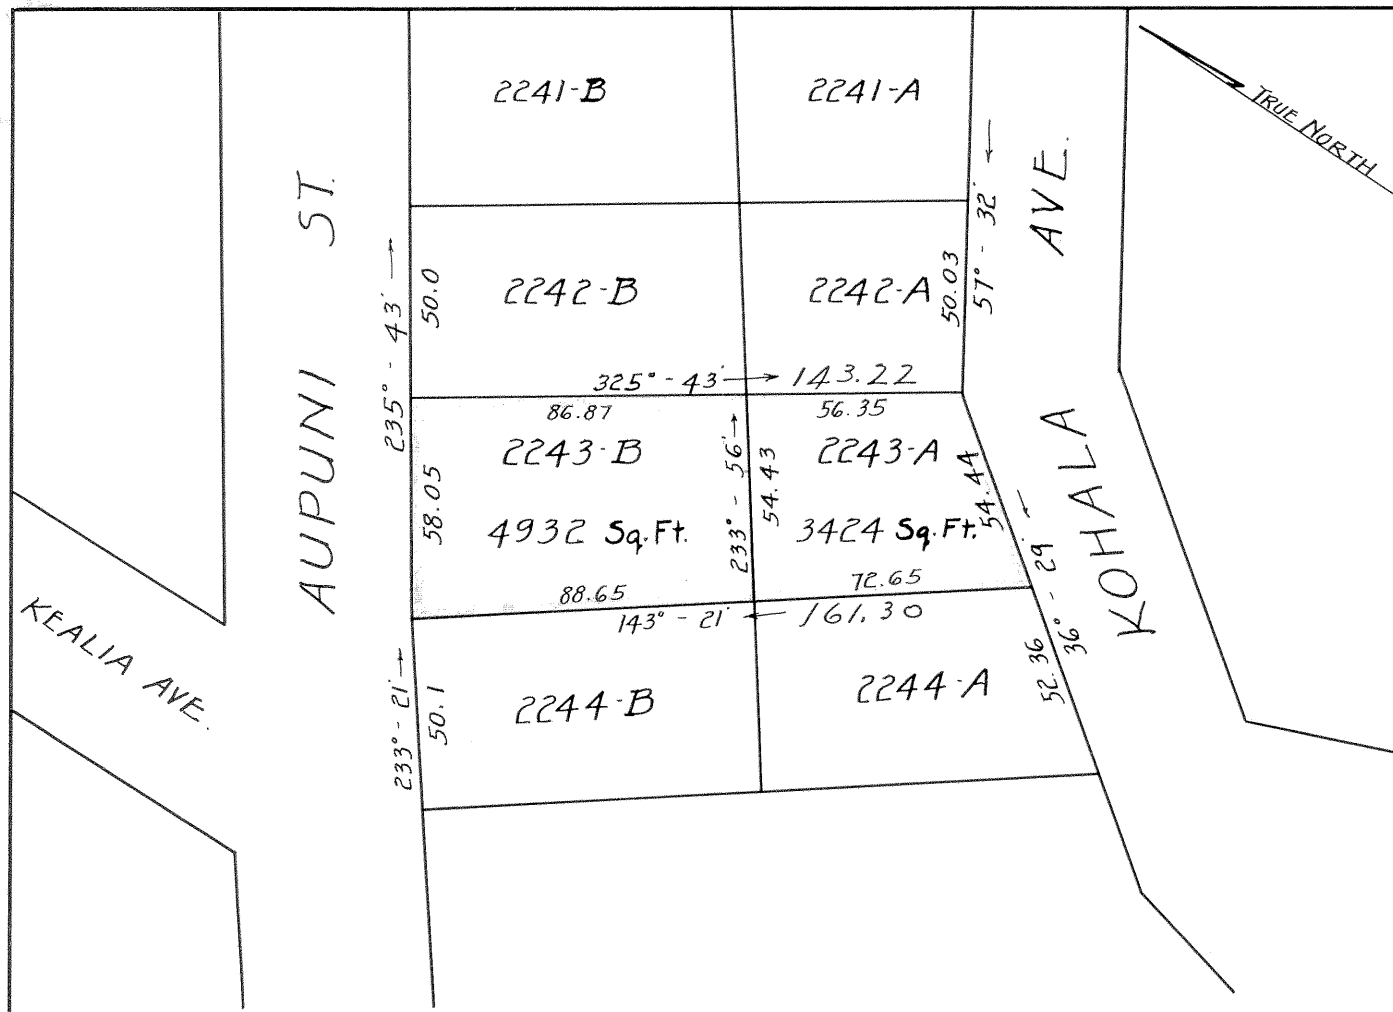 2241-B
2241-A
TRUE NORTH
AUPUNI ST.
KOHALA AVE.
235° - 43'
50.0
2242-B
2242-A
50.03
57° - 32'
325° - 43' 143.22
86.87
56.35
2243-B
2243-A
58.05
4932 Sq.Ft.
233° - 56'
54.43
3424 Sq.Ft.
54.44
36° - 29'
88.65
72.65
143° - 21' 161.30
KEALIA AVE.
233° - 21'
50.1
2244-B
2244-A
52.36